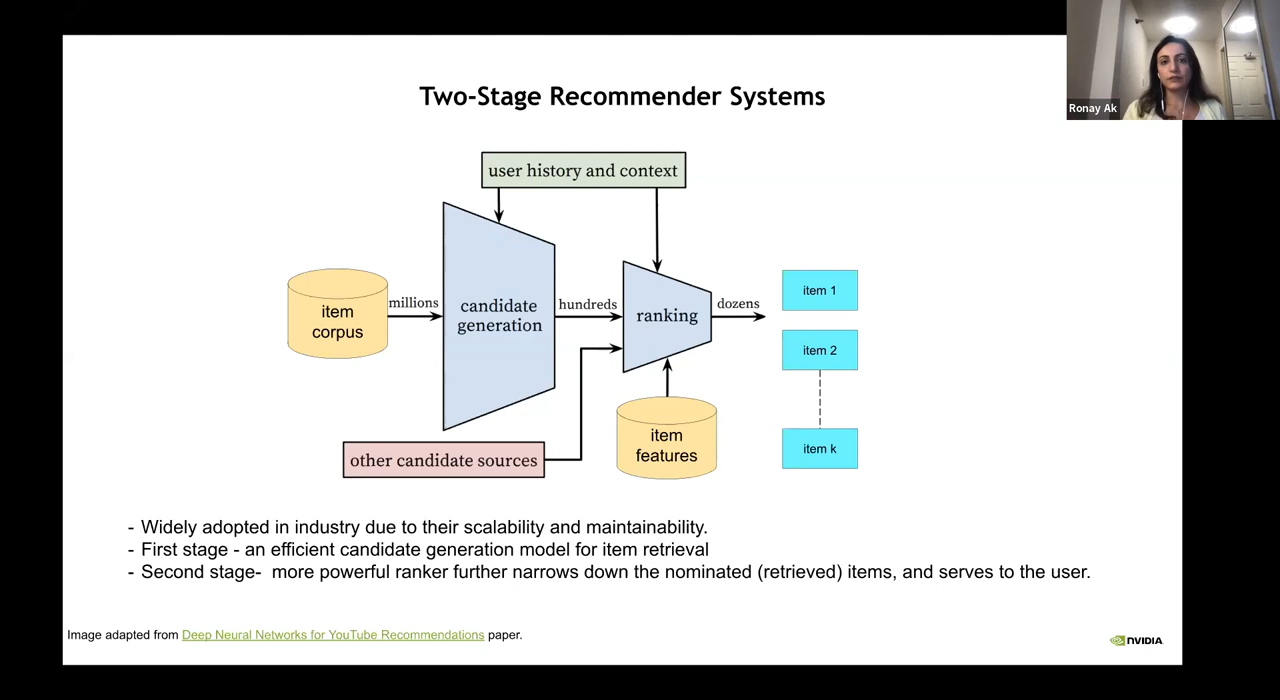 Ronay Ak
Two-Stage Recommender Systems
user history and context
item
corpus
millions
candidate
generation
hundreds
ranking
dozens
item 1
item 2
item k
other candidate sources
item
features
- Widely adopted in industry due to their scalability and maintainability.
- First stage - an efficient candidate generation model for item retrieval
- Second stage-  more powerful ranker further narrows down the nominated (retrieved) items, and serves to the user.
Image adapted from Deep Neural Networks for YouTube Recommendations paper.
NVIDIA